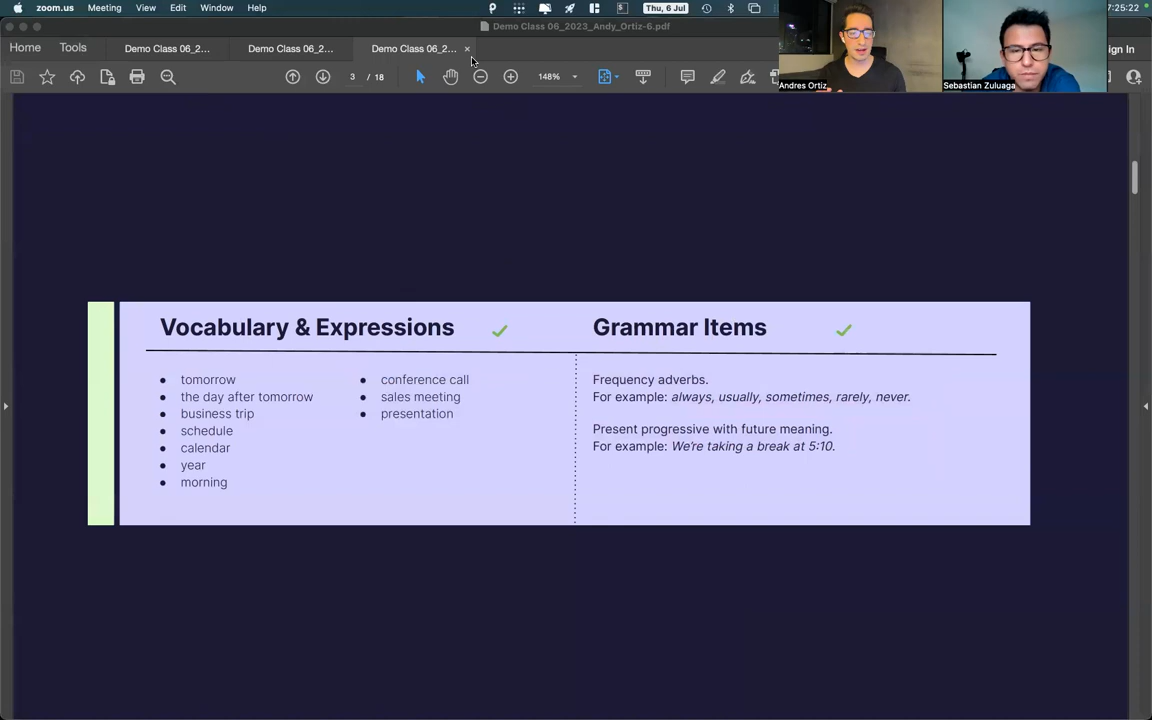 zoom.us Meeting View Edit Window Help Thu, 6 Jul 7:25:22
Demo Class 06_2023_Andy_Ortiz-6.pdf
Home Tools Demo Class 06_2... Demo Class 06_2... Demo Class 06_2... × Sign In
3 / 18 148%
Andres Ortiz
Sebastian Zuluaga
Vocabulary & Expressions
• tomorrow
• the day after tomorrow
• business trip
• schedule
• calendar
• year
• morning
• conference call
• sales meeting
• presentation
Grammar Items
Frequency adverbs.
For example: always, usually, sometimes, rarely, never.
Present progressive with future meaning.
For example: We're taking a break at 5:10.